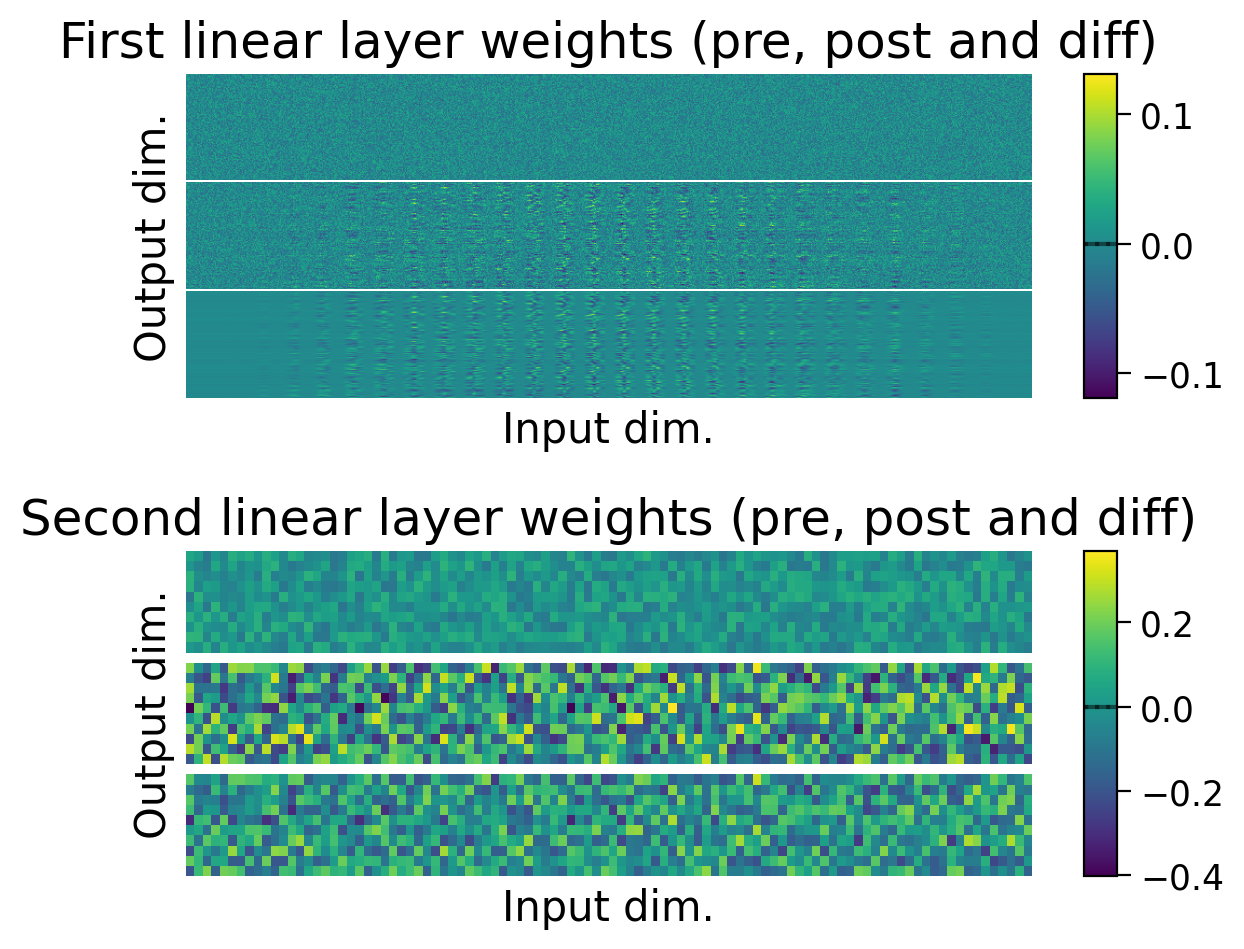 First linear layer weights (pre, post and diff)
Output dim.
0.1
0.0
−0.1
Input dim.
Second linear layer weights (pre, post and diff)
Output dim.
0.2
0.0
−0.2
−0.4
Input dim.